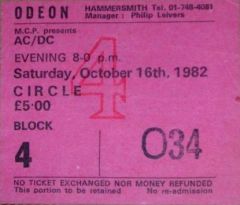 ODEON HAMMERSMITH Tel. 01-748-4081
Manager : Philip Leivers
M.C.P. presents
AC/DC
EVENING 8-0 p.m.
Saturday, October 16th, 1982
CIRCLE
£5·00
4
BLOCK
4 O34
NO TICKET EXCHANGED NOR MONEY REFUNDED
This portion to be retained No re-admission